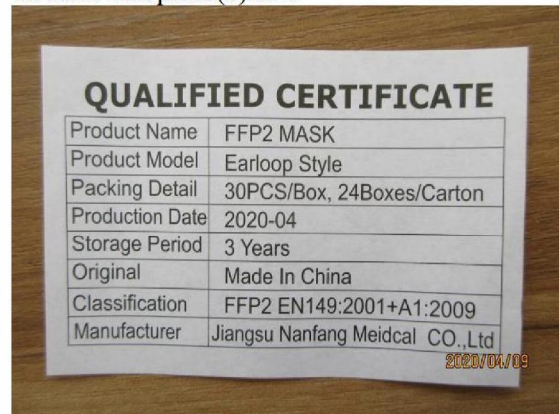 QUALIFIED CERTIFICATE
Product Name FFP2 MASK
Product Model Earloop Style
Packing Detail 30PCS/Box, 24Boxes/Carton
Production Date 2020-04
Storage Period 3 Years
Original Made In China
Classification FFP2 EN149:2001+A1:2009
Manufacturer Jiangsu Nanfang Meidcal CO.,Ltd
2020/04/09